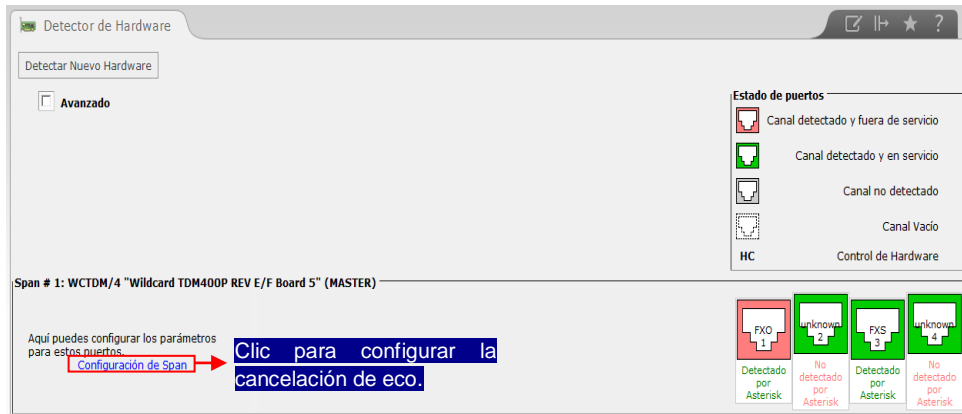 Detector de Hardware
?
Detectar Nuevo Hardware
Avanzado
Estado de puertos
Canal detectado y fuera de servicio
Canal detectado y en servicio
Canal no detectado
Canal Vacío
HC Control de Hardware
Span # 1: WCTDM/4 "Wildcard TDM400P REV E/F Board 5" (MASTER)
Aquí puedes configurar los parámetros
para estos puertos.
Configuración de Span
Clic para configurar la
cancelación de eco.
FXO
1
Detectado
por
Asterisk
unknown
2
No
detectado
por
Asterisk
FXS
3
Detectado
por
Asterisk
unknown
4
No
detectado
por
Asterisk